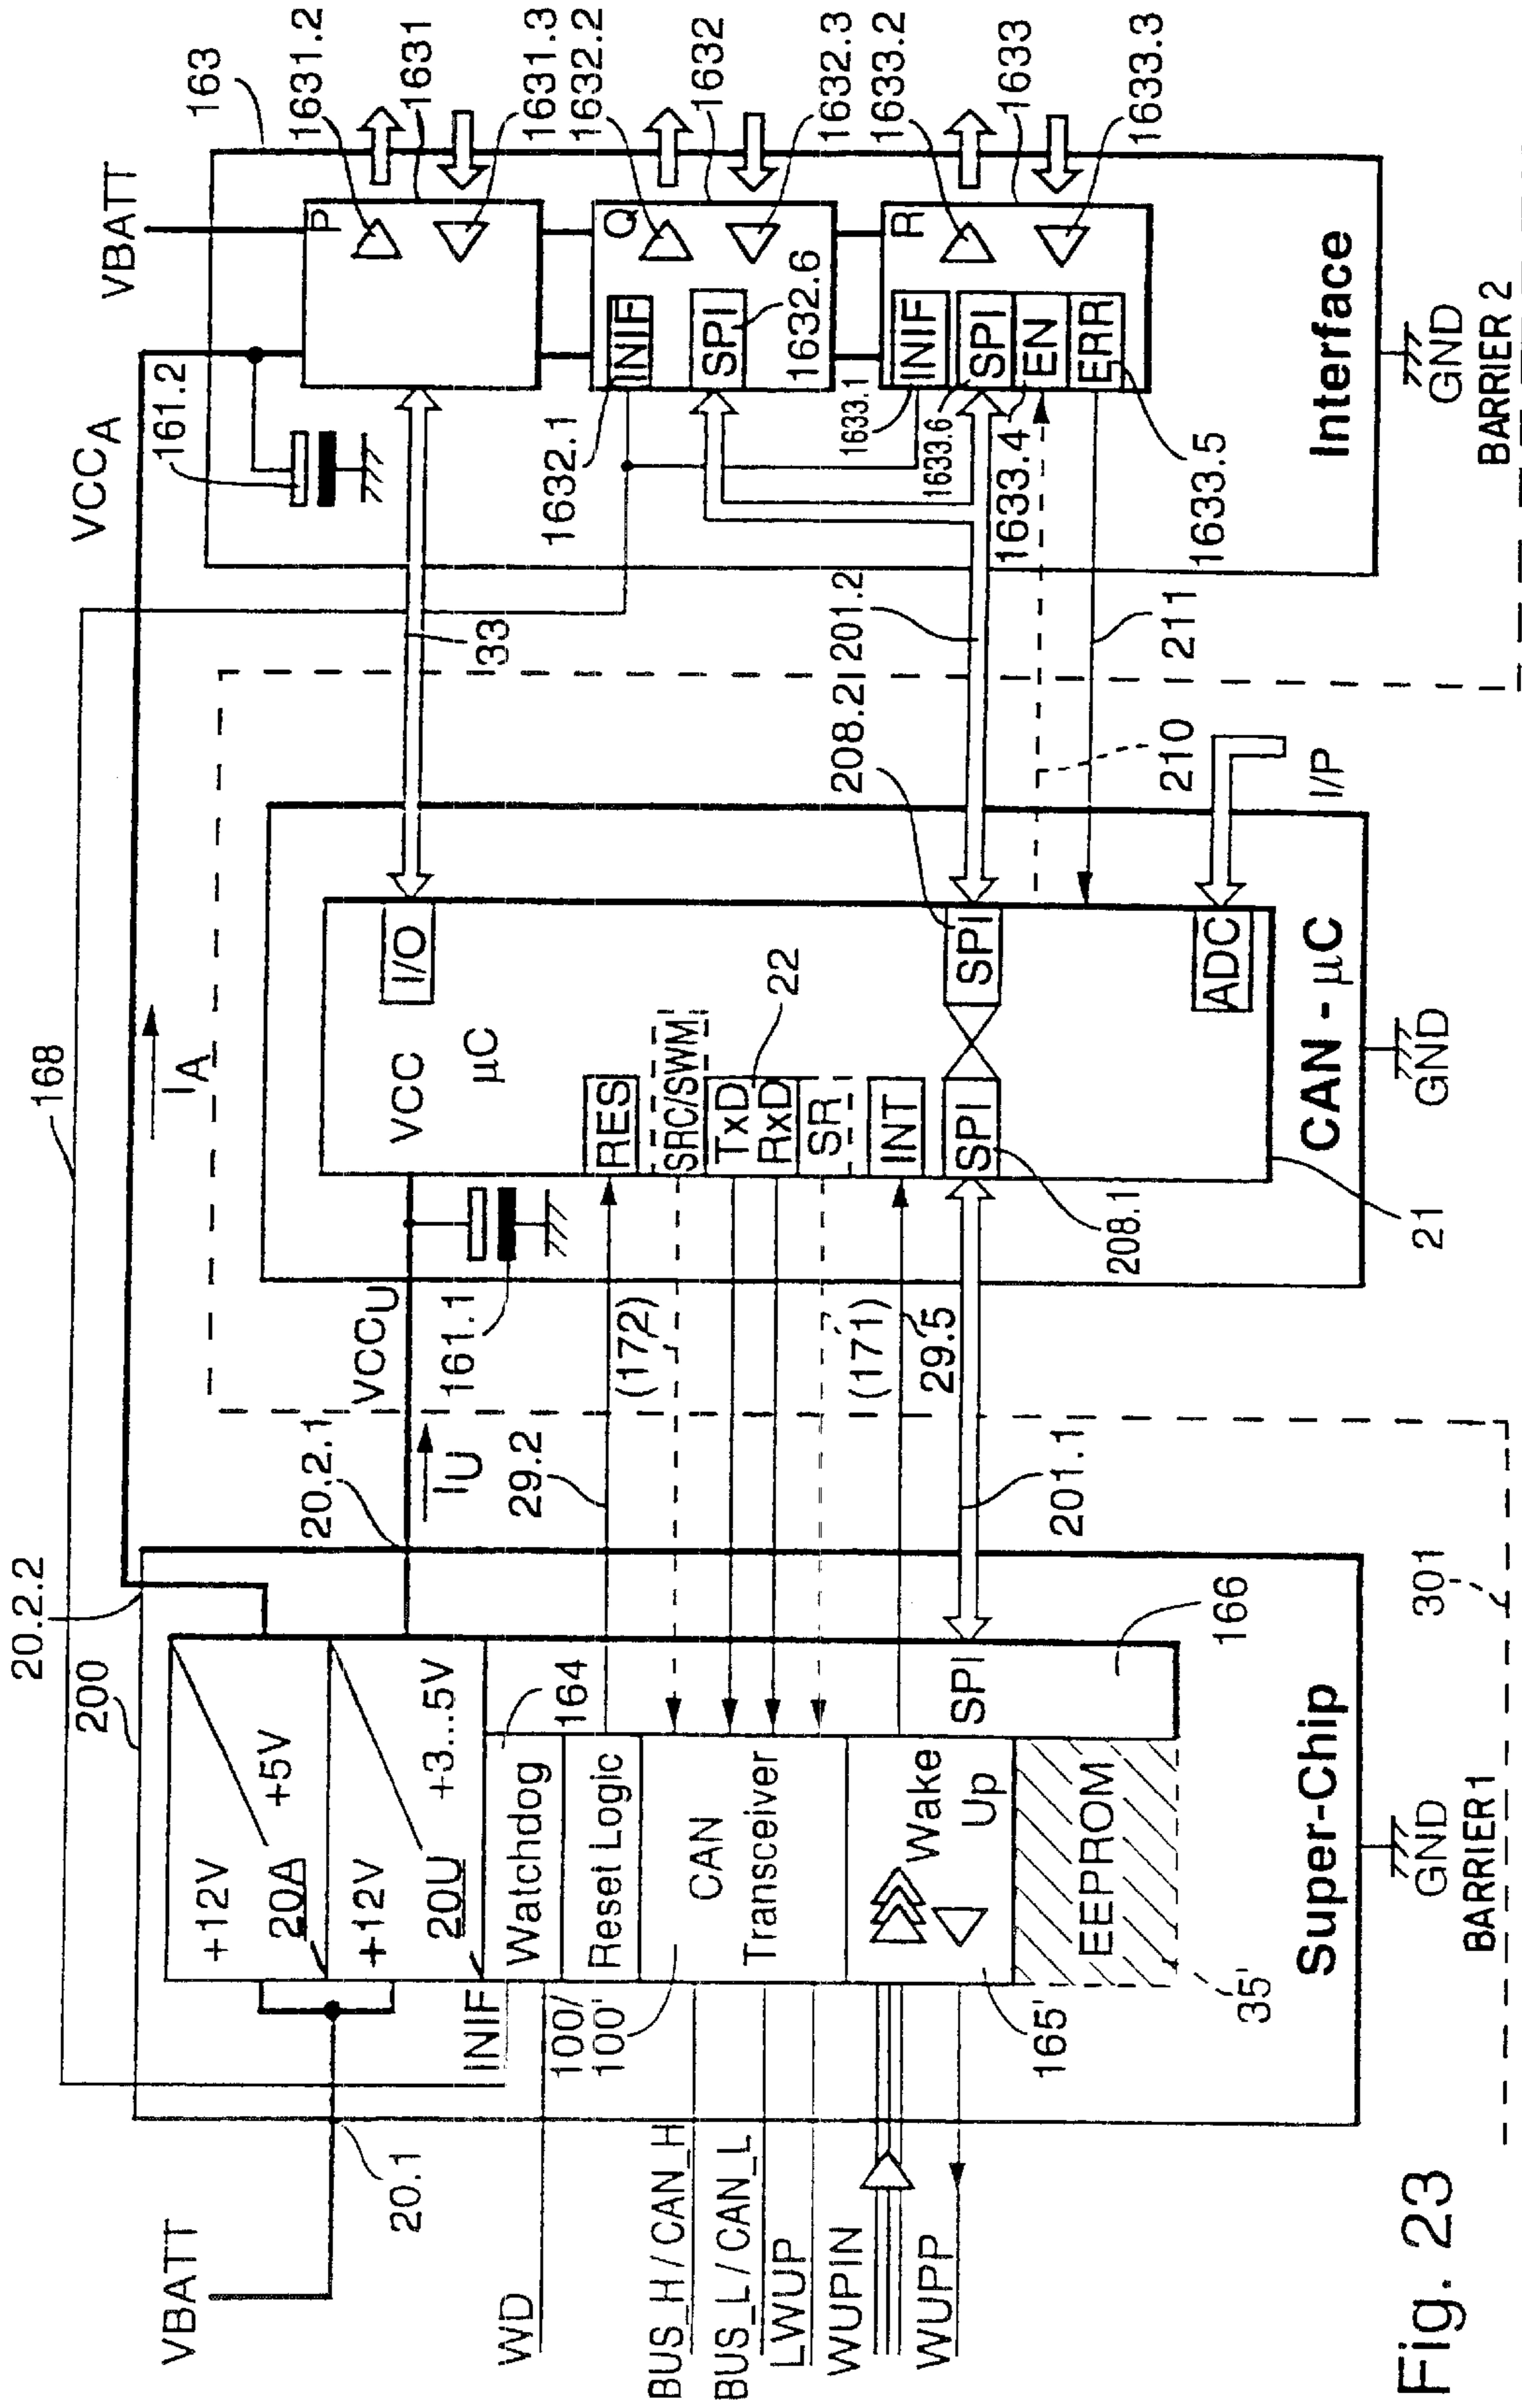 VBATT
20.1
WD
BUS_H / CAN_H
BUS_L / CAN_L
LWUP
WUPIN
WUPP
200
20.2.2
+12V
+5V
20A
+12V
+3...5V
20U
INIF
Watchdog
164
Reset Logic
100/
100'
CAN
Transceiver
Wake
Up
165'
EEPROM
35'
SPI
166
Super-Chip
GND
BARRIER 1
301
168
IA
20.2.1
IU
VCCU
161.1
29.2
(172)
(171)
29.5
201.1
VCC
µC
I/O
RES
SRC/SWM
TxD
RxD
22
SR
INT
SPI
208.1
SPI
208.2
ADC
I/P
21
CAN - µC
GND
33
201.2
210
211
VCCA
161.2
VBATT
163
P
1631.2
1631
1631.3
1632.2
Q
INIF
1632.1
SPI
1632.6
1632
1632.3
1633.2
R
INIF
1633.1
SPI
1633.6
EN
1633.4
ERR
1633.5
1633
1633.3
Interface
GND
BARRIER 2
Fig. 23